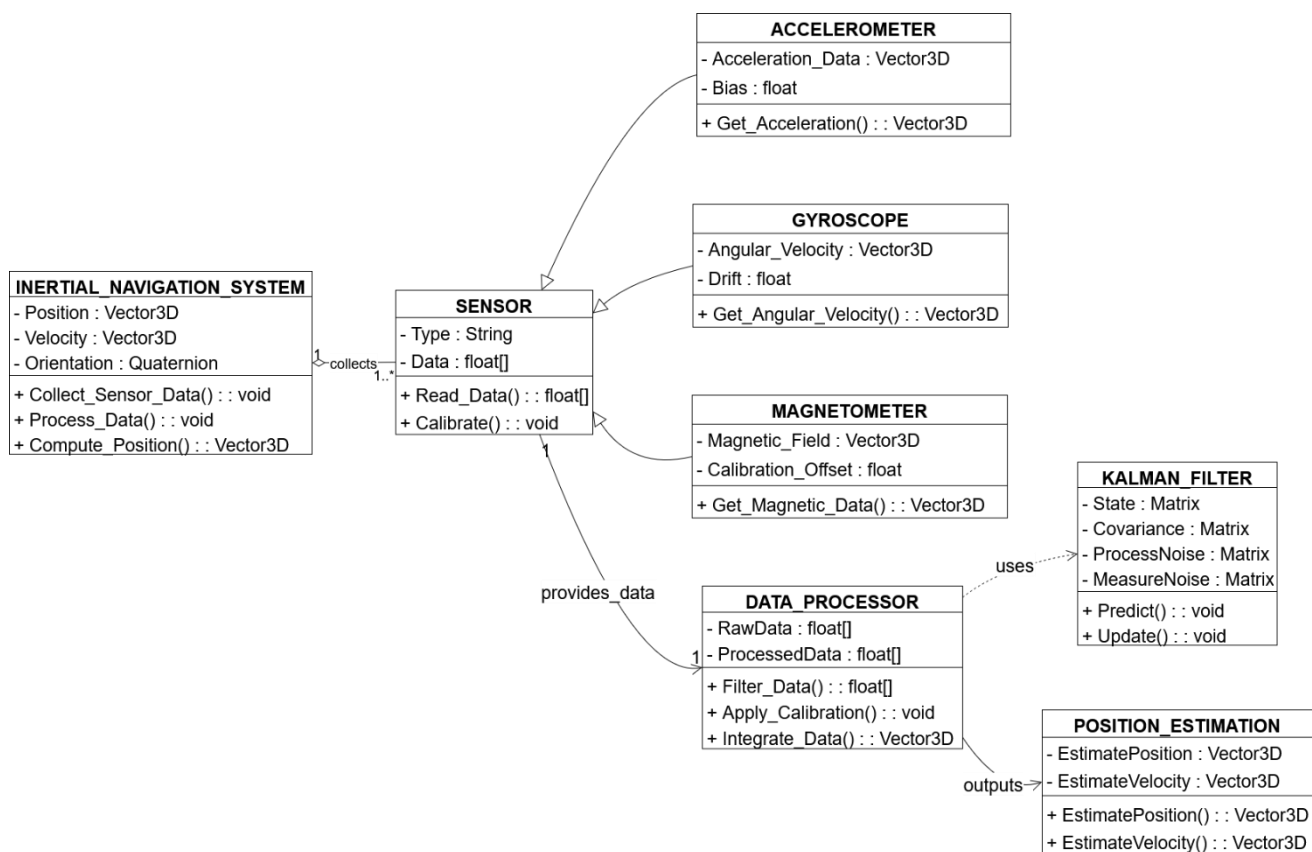 ACCELEROMETER
- Acceleration_Data : Vector3D
- Bias : float
+ Get_Acceleration() : : Vector3D
GYROSCOPE
- Angular_Velocity : Vector3D
- Drift : float
+ Get_Angular_Velocity() : : Vector3D
INERTIAL_NAVIGATION_SYSTEM
- Position : Vector3D
- Velocity : Vector3D
- Orientation : Quaternion
+ Collect_Sensor_Data() : : void
+ Process_Data() : : void
+ Compute_Position() : : Vector3D
1
collects
1..*
SENSOR
- Type : String
- Data : float[]
+ Read_Data() : : float[]
+ Calibrate() : : void
1
MAGNETOMETER
- Magnetic_Field : Vector3D
- Calibration_Offset : float
+ Get_Magnetic_Data() : : Vector3D
provides_data
1
DATA_PROCESSOR
- RawData : float[]
- ProcessedData : float[]
+ Filter_Data() : : float[]
+ Apply_Calibration() : : void
+ Integrate_Data() : : Vector3D
uses
KALMAN_FILTER
- State : Matrix
- Covariance : Matrix
- ProcessNoise : Matrix
- MeasureNoise : Matrix
+ Predict() : : void
+ Update() : : void
outputs
POSITION_ESTIMATION
- EstimatePosition : Vector3D
- EstimateVelocity : Vector3D
+ EstimatePosition() : : Vector3D
+ EstimateVelocity() : : Vector3D